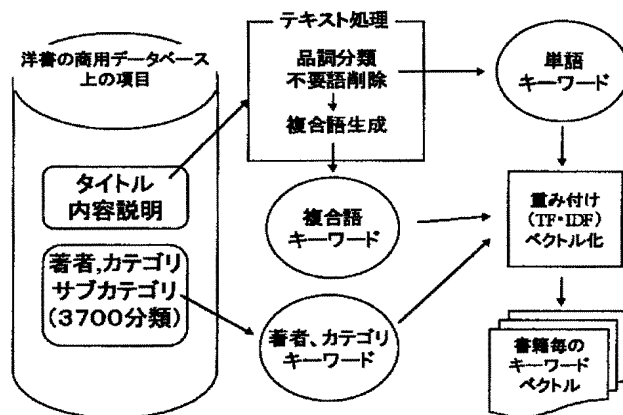 洋書の商用データベース
上の項目
タイトル
内容説明
著者,カテゴリ
サブカテゴリ
(3700分類)
テキスト処理
品詞分類
不要語削除
複合語生成
複合語
キーワード
著者、カテゴリ
キーワード
単語
キーワード
重み付け
(TF・IDF)
ベクトル化
書籍毎の
キーワード
ベクトル